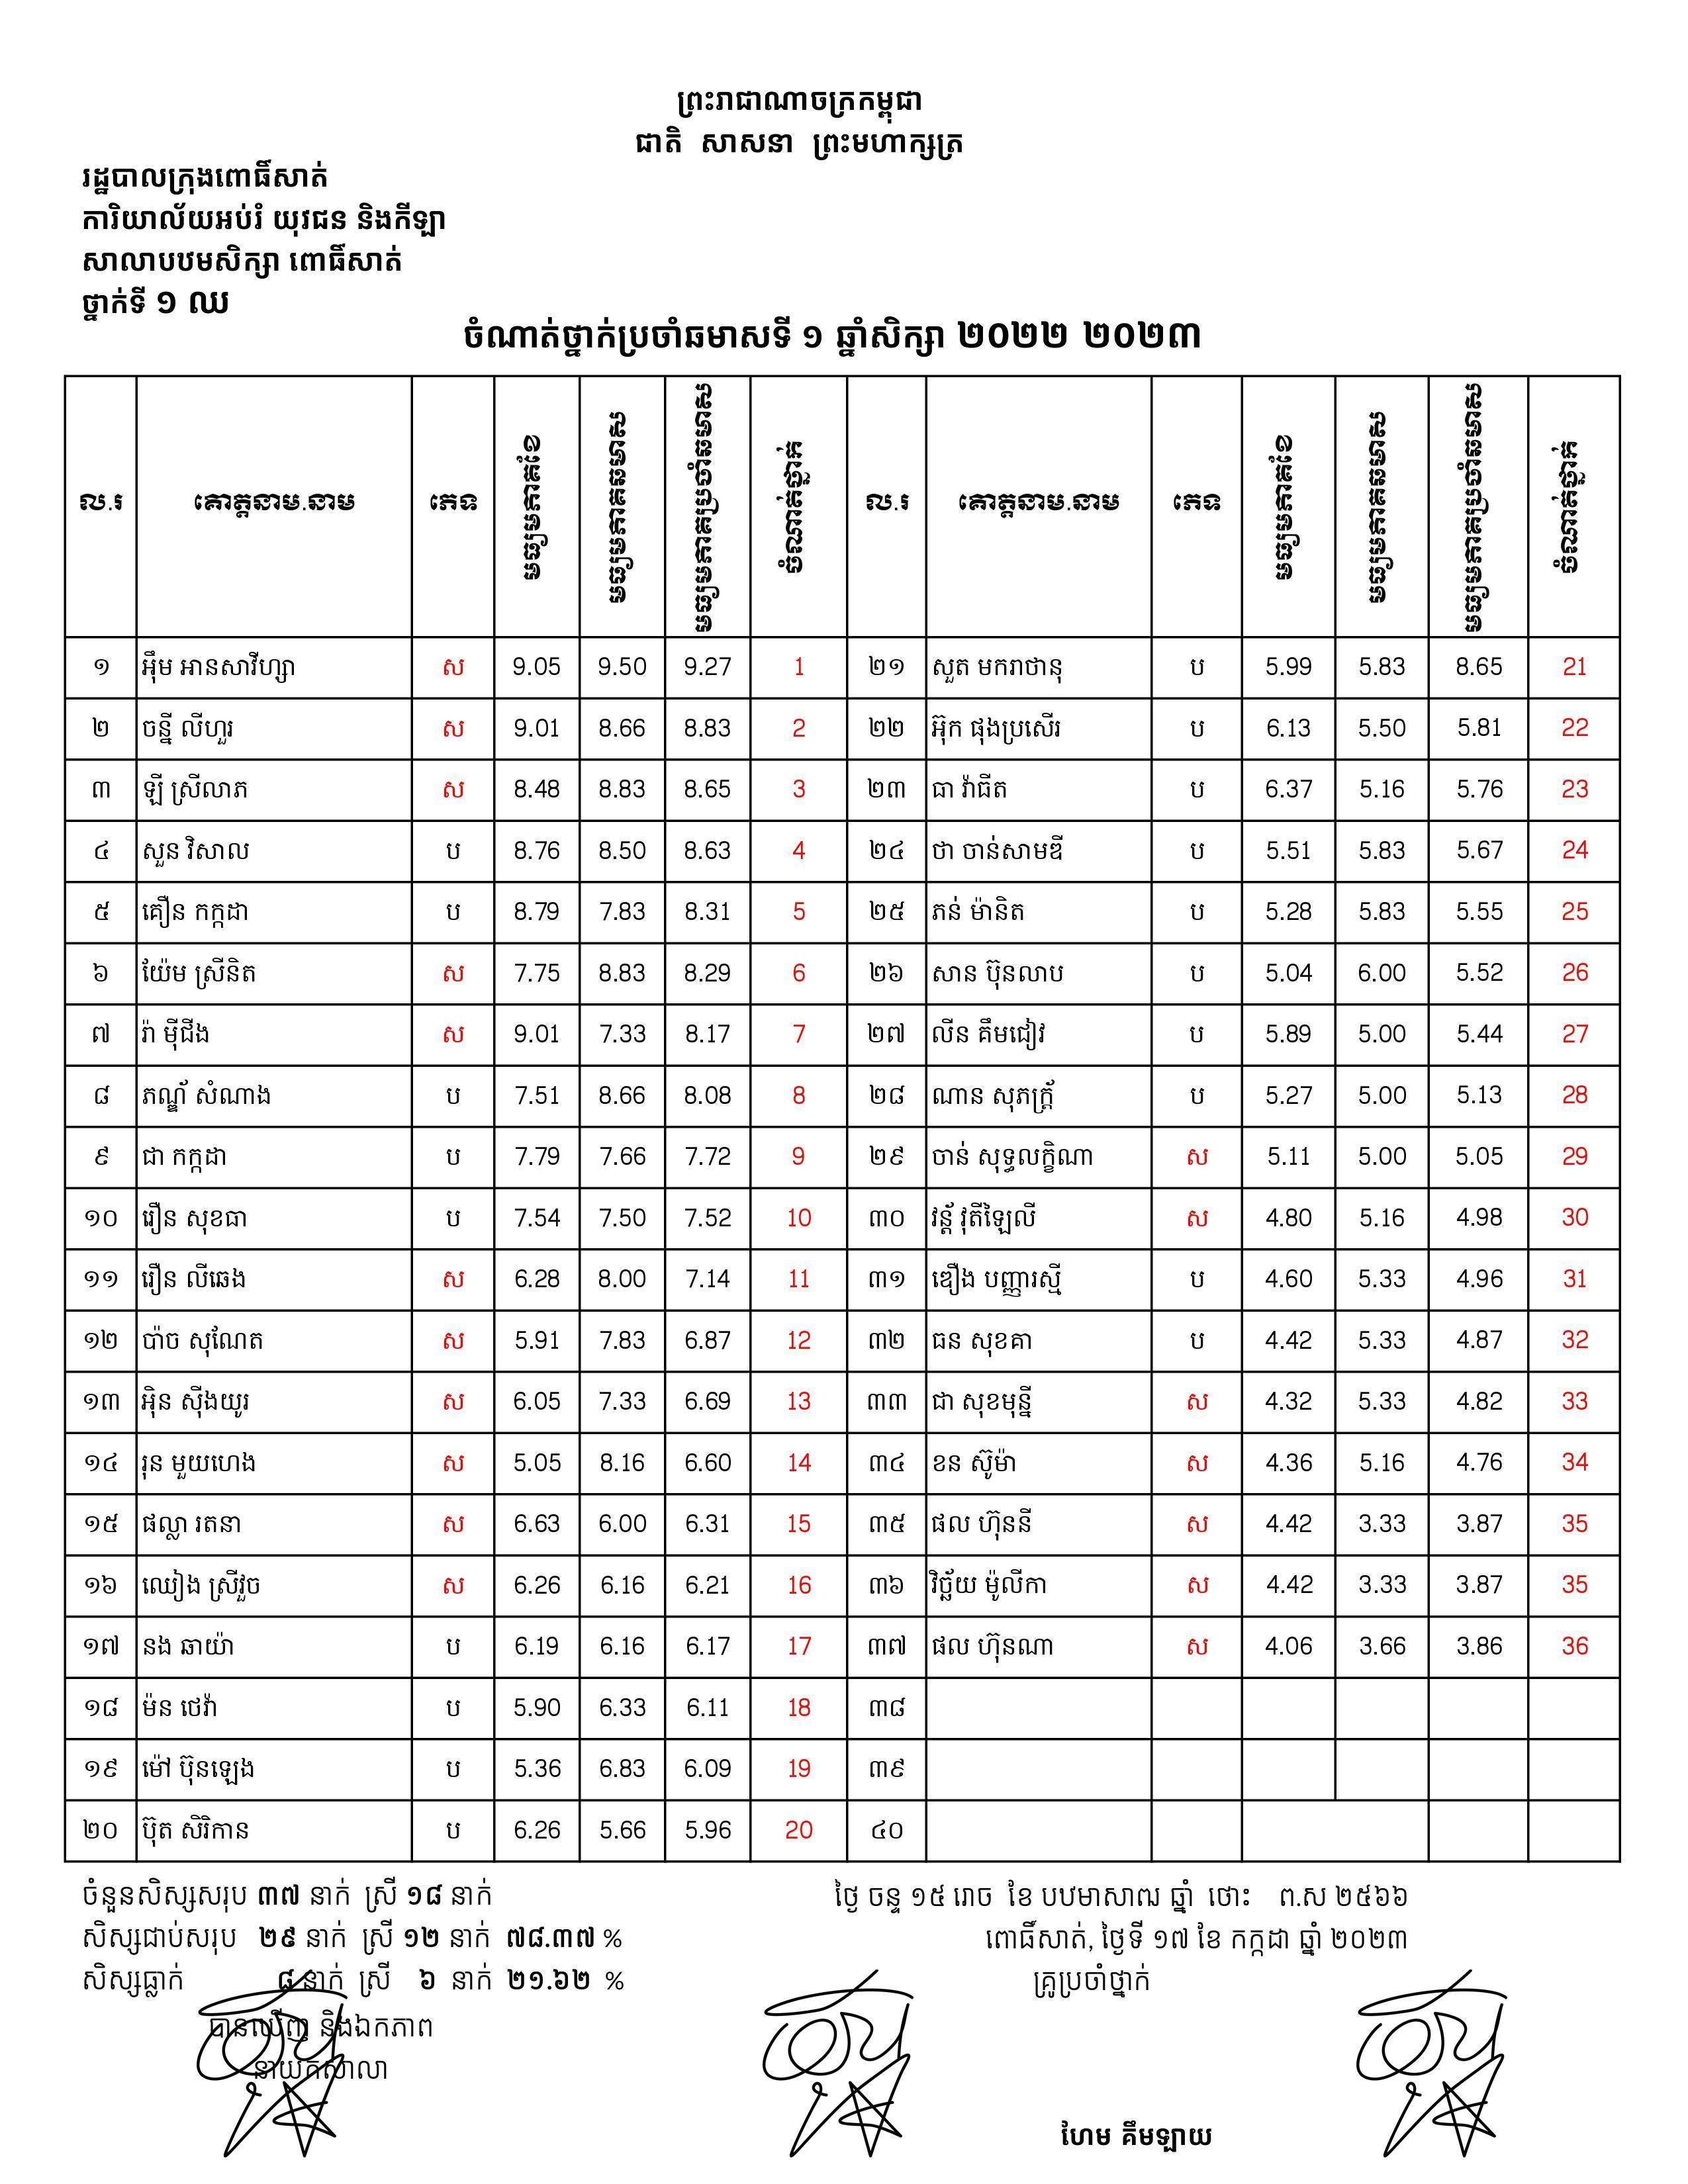 ព្រះរាជាណាចក្រកម្ពុជា
ជាតិ សាសនា ព្រះមហាក្សត្រ
រដ្ឋបាលក្រុងពោធិ៍សាត់
ការិយាល័យអប់រំ យុវជន និងកីឡា
សាលាបឋមសិក្សា ពោធិ៍សាត់
ថ្នាក់ទី ១ ឈ
ចំណាត់ថ្នាក់ប្រចាំឆមាសទី ១ ឆ្នាំសិក្សា ២០២២ ២០២៣
ល.រ គោត្តនាម.នាម ភេទ មធ្យមភាគខែ មធ្យមភាគឆមាស មធ្យមភាគប្រចាំឆមាស ចំណាត់ថ្នាក់ ល.រ គោត្តនាម.នាម ភេទ មធ្យមភាគខែ មធ្យមភាគឆមាស មធ្យមភាគប្រចាំឆមាស ចំណាត់ថ្នាក់
១ អ៊ឹម អានសាវីហ្សា ស 9.05 9.50 9.27 1 ២១ សួត មករាថានុ ប 5.99 5.83 8.65 21
២ ចន្នី លីហួរ ស 9.01 8.66 8.83 2 ២២ អ៊ុក ផុងប្រសើរ ប 6.13 5.50 5.81 22
៣ ឡី ស្រីលាភ ស 8.48 8.83 8.65 3 ២៣ ធា វ៉ាធីត ប 6.37 5.16 5.76 23
៤ សួន វិសាល ប 8.76 8.50 8.63 4 ២៤ ថា ចាន់សាមឌី ប 5.51 5.83 5.67 24
៥ គឿន កក្កដា ប 8.79 7.83 8.31 5 ២៥ ភន់ ម៉ានិត ប 5.28 5.83 5.55 25
៦ យ៉ែម ស្រីនិត ស 7.75 8.83 8.29 6 ២៦ សាន ប៊ុនលាប ប 5.04 6.00 5.52 26
៧ រ៉ា ម៉ីជីង ស 9.01 7.33 8.17 7 ២៧ លីន គឹមជៀវ ប 5.89 5.00 5.44 27
៨ ភណ្ឌ័ សំណាង ប 7.51 8.66 8.08 8 ២៨ ណាន សុភក្ត្រ័ ប 5.27 5.00 5.13 28
៩ ជា កក្កដា ប 7.79 7.66 7.72 9 ២៩ ចាន់ សុទ្ធលក្ខិណា ស 5.11 5.00 5.05 29
១០ រឿន សុខធា ប 7.54 7.50 7.52 10 ៣០ វន្ត័ វុតីឡៃលី ស 4.80 5.16 4.98 30
១១ រឿន លីឆេង ស 6.28 8.00 7.14 11 ៣១ ឌឿង បញ្ញារស្មី ប 4.60 5.33 4.96 31
១២ ប៉ាច សុណែត ស 5.91 7.83 6.87 12 ៣២ ធន សុខគា ប 4.42 5.33 4.87 32
១៣ អ៊ិន ស៊ីងយូរ ស 6.05 7.33 6.69 13 ៣៣ ជា សុខមុន្នី ស 4.32 5.33 4.82 33
១៤ រុន មួយហេង ស 5.05 8.16 6.60 14 ៣៤ ខន ស៊ូម៉ា ស 4.36 5.16 4.76 34
១៥ ផល្លា រតនា ស 6.63 6.00 6.31 15 ៣៥ ផល ហ៊ុននី ស 4.42 3.33 3.87 35
១៦ ឈៀង ស្រីវួច ស 6.26 6.16 6.21 16 ៣៦ វិច្ឆ័យ ម៉ូលីកា ស 4.42 3.33 3.87 35
១៧ នង ឆាយ៉ា ប 6.19 6.16 6.17 17 ៣៧ ផល ហ៊ុនណា ស 4.06 3.66 3.86 36
១៨ ម៉ន ថេវ៉ា ប 5.90 6.33 6.11 18 ៣៨
១៩ ម៉ៅ ប៊ុនឡេង ប 5.36 6.83 6.09 19 ៣៩
២០ ប៊ុត សិរិកាន ប 6.26 5.66 5.96 20 ៤០
ចំនួនសិស្សសរុប ៣៧ នាក់ ស្រី ១៨ នាក់
ថ្ងៃ ចន្ទ ១៥ រោច ខែ បឋមាសាឍ ឆ្នាំ ថោះ ព.ស ២៥៦៦
សិស្សជាប់សរុប ២៩ នាក់ ស្រី ១២ នាក់ ៧៨.៣៧ %
ពោធិ៍សាត់, ថ្ងៃទី ១៧ ខែ កក្កដា ឆ្នាំ ២០២៣
សិស្សធ្លាក់ ៨ នាក់ ស្រី ៦ នាក់ ២១.៦២ %
គ្រូប្រចាំថ្នាក់
បានឃើញ និងឯកភាព
នាយកសាលា
ហែម គឹមឡាយ